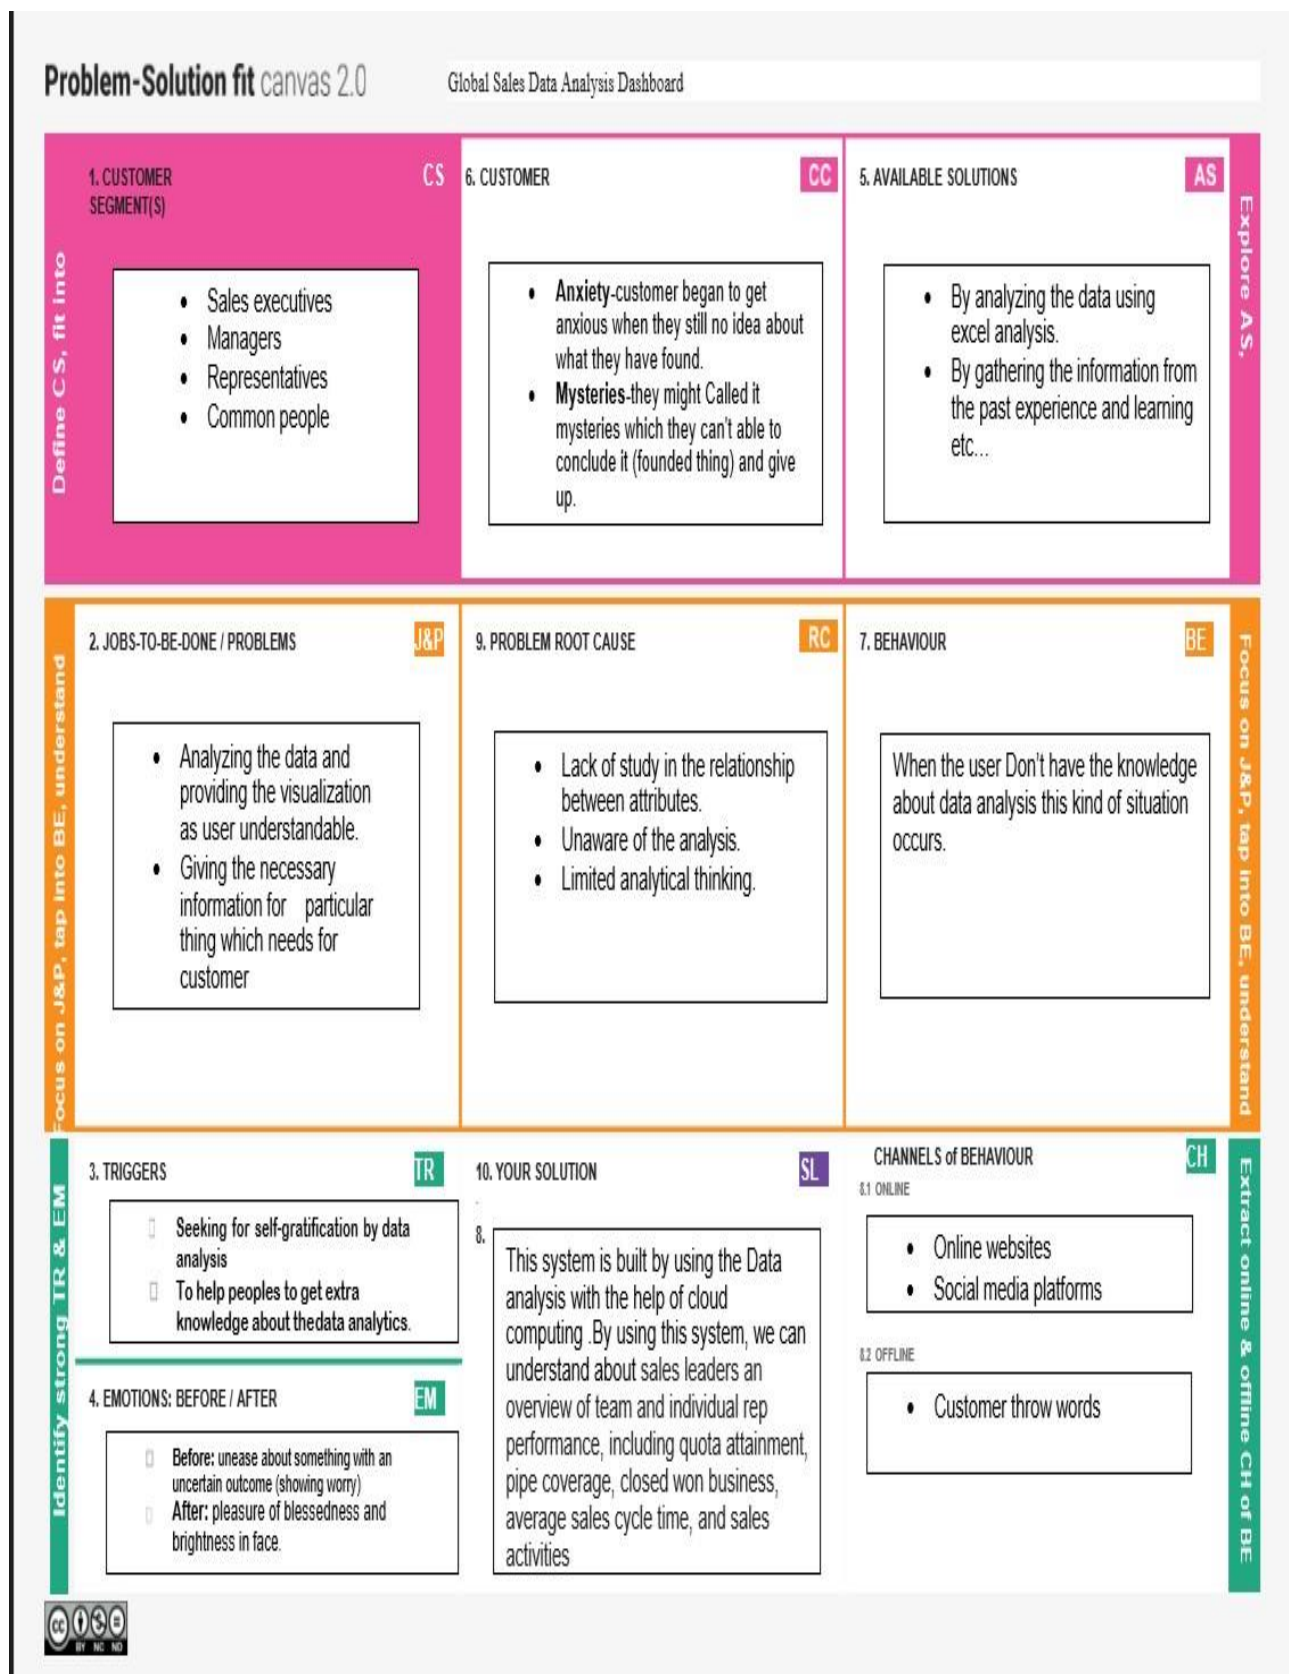 Problem-Solution fit canvas 2.0
Global Sales Data Analysis Dashboard
Define CS, fit into
1. CUSTOMER
SEGMENT(S)
CS
• Sales executives
• Managers
• Representatives
• Common people
6. CUSTOMER
CC
• Anxiety-customer began to get
anxious when they still no idea about
what they have found.
• Mysteries-they might Called it
mysteries which they can't able to
conclude it (founded thing) and give
up.
5. AVAILABLE SOLUTIONS
AS
• By analyzing the data using
excel analysis.
• By gathering the information from
the past experience and learning
etc...
Explore AS,
Focus on J&P, tap into BE, understand
2. JOBS-TO-BE-DONE / PROBLEMS
J&P
• Analyzing the data and
providing the visualization
as user understandable.
• Giving the necessary
information for particular
thing which needs for
customer
9. PROBLEM ROOT CAUSE
RC
• Lack of study in the relationship
between attributes.
• Unaware of the analysis.
• Limited analytical thinking.
7. BEHAVIOUR
BE
When the user Don't have the knowledge
about data analysis this kind of situation
occurs.
Focus on J&P, tap into BE, understand
Identify strong TR & EM
3. TRIGGERS
TR
Seeking for self-gratification by data
analysis
To help peoples to get extra
knowledge about thedata analytics.
4. EMOTIONS: BEFORE / AFTER
EM
Before: unease about something with an
uncertain outcome (showing worry)
After: pleasure of blessedness and
brightness in face.
10. YOUR SOLUTION
SL
8.
This system is built by using the Data
analysis with the help of cloud
computing .By using this system, we can
understand about sales leaders an
overview of team and individual rep
performance, including quota attainment,
pipe coverage, closed won business,
average sales cycle time, and sales
activities
CHANNELS of BEHAVIOUR
CH
8.1 ONLINE
• Online websites
• Social media platforms
8.2 OFFLINE
• Customer throw words
Extract online & offline CH of BE
cc
BY NC ND